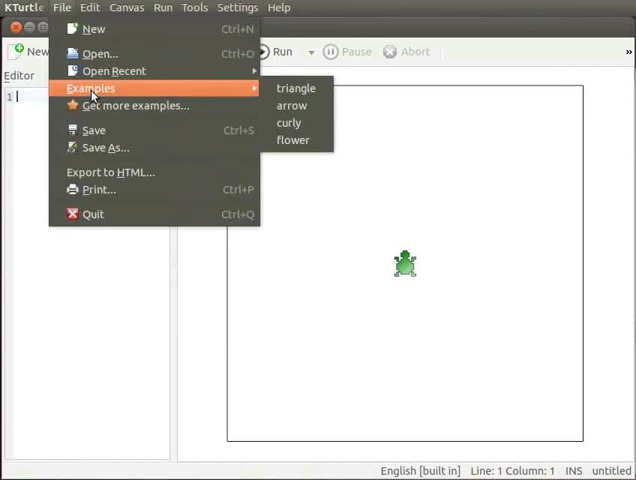 KTurtle File Edit Canvas Run Tools Settings Help
New Run Pause Abort »
Editor
1
New Ctrl+N
Open... Ctrl+O
Open Recent
Examples
Get more examples...
Save Ctrl+S
Save As...
Export to HTML...
Print... Ctrl+P
Quit Ctrl+Q
triangle
arrow
curly
flower
English [built in] Line: 1 Column: 1 INS untitled